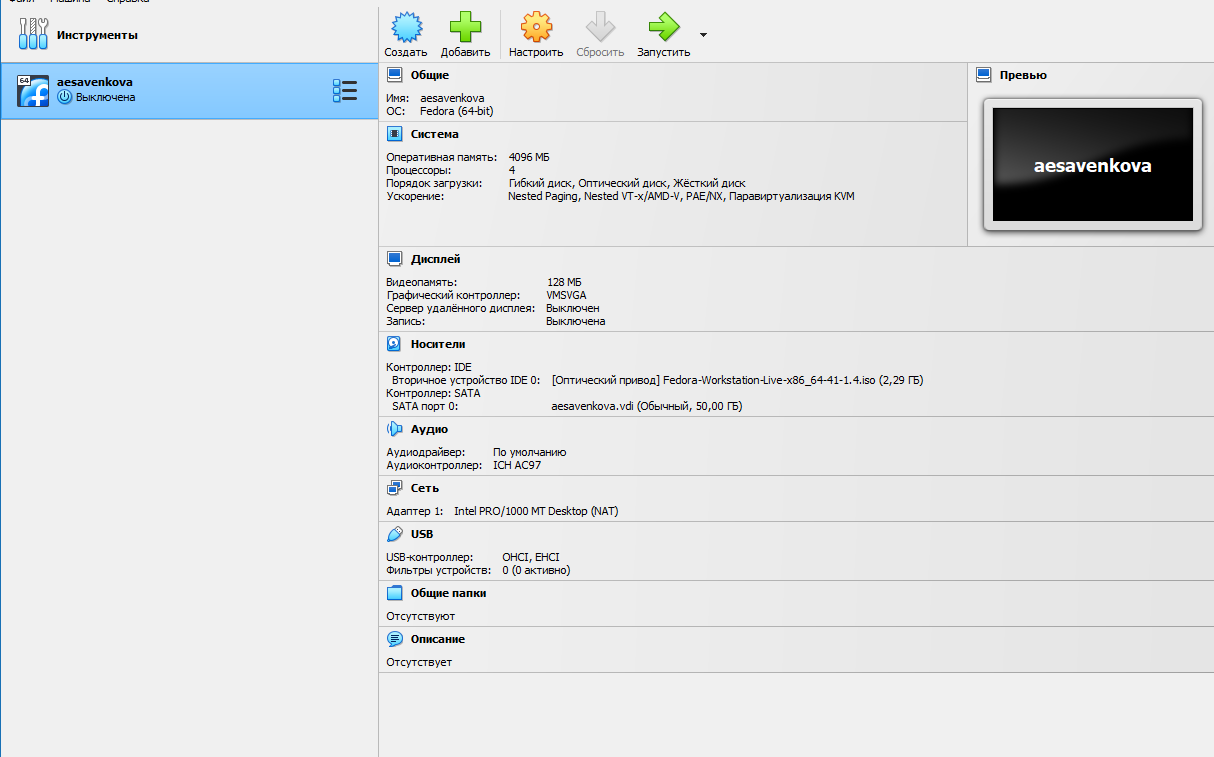 Файл Машина Справка
Инструменты
Создать Добавить Настроить Сбросить Запустить
64
aesavenkova
Выключена
Общие
Имя: aesavenkova
ОС: Fedora (64-bit)
Система
Оперативная память: 4096 МБ
Процессоры: 4
Порядок загрузки: Гибкий диск, Оптический диск, Жёсткий диск
Ускорение: Nested Paging, Nested VT-x/AMD-V, PAE/NX, Паравиртуализация KVM
Превью
aesavenkova
Дисплей
Видеопамять: 128 МБ
Графический контроллер: VMSVGA
Сервер удалённого дисплея: Выключен
Запись: Выключена
Носители
Контроллер: IDE
Вторичное устройство IDE 0: [Оптический привод] Fedora-Workstation-Live-x86_64-41-1.4.iso (2,29 ГБ)
Контроллер: SATA
SATA порт 0: aesavenkova.vdi (Обычный, 50,00 ГБ)
Аудио
Аудиодрайвер: По умолчанию
Аудиоконтроллер: ICH AC97
Сеть
Адаптер 1: Intel PRO/1000 MT Desktop (NAT)
USB
USB-контроллер: OHCI, EHCI
Фильтры устройств: 0 (0 активно)
Общие папки
Отсутствуют
Описание
Отсутствует